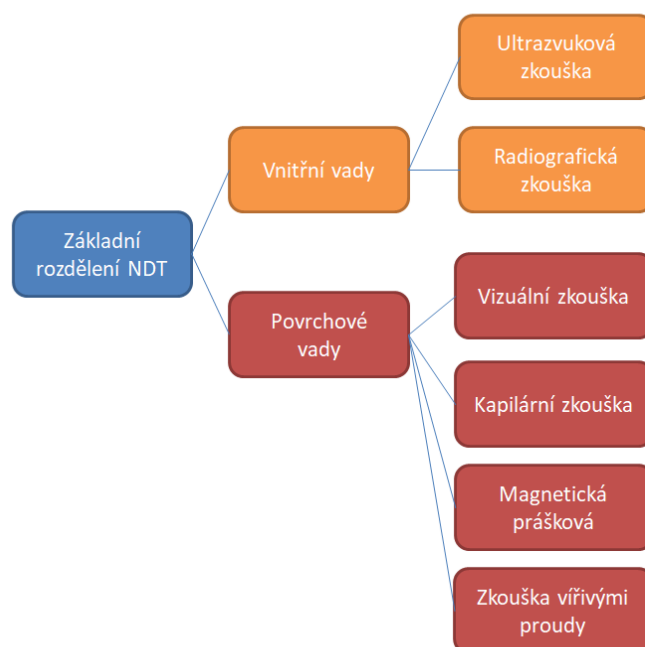 Základní
rozdělení NDT
Vnitřní vady
Ultrazvuková
zkouška
Radiografická
zkouška
Povrchové
vady
Vizuální zkouška
Kapilární zkouška
Magnetická
prášková
Zkouška vířivými
proudy